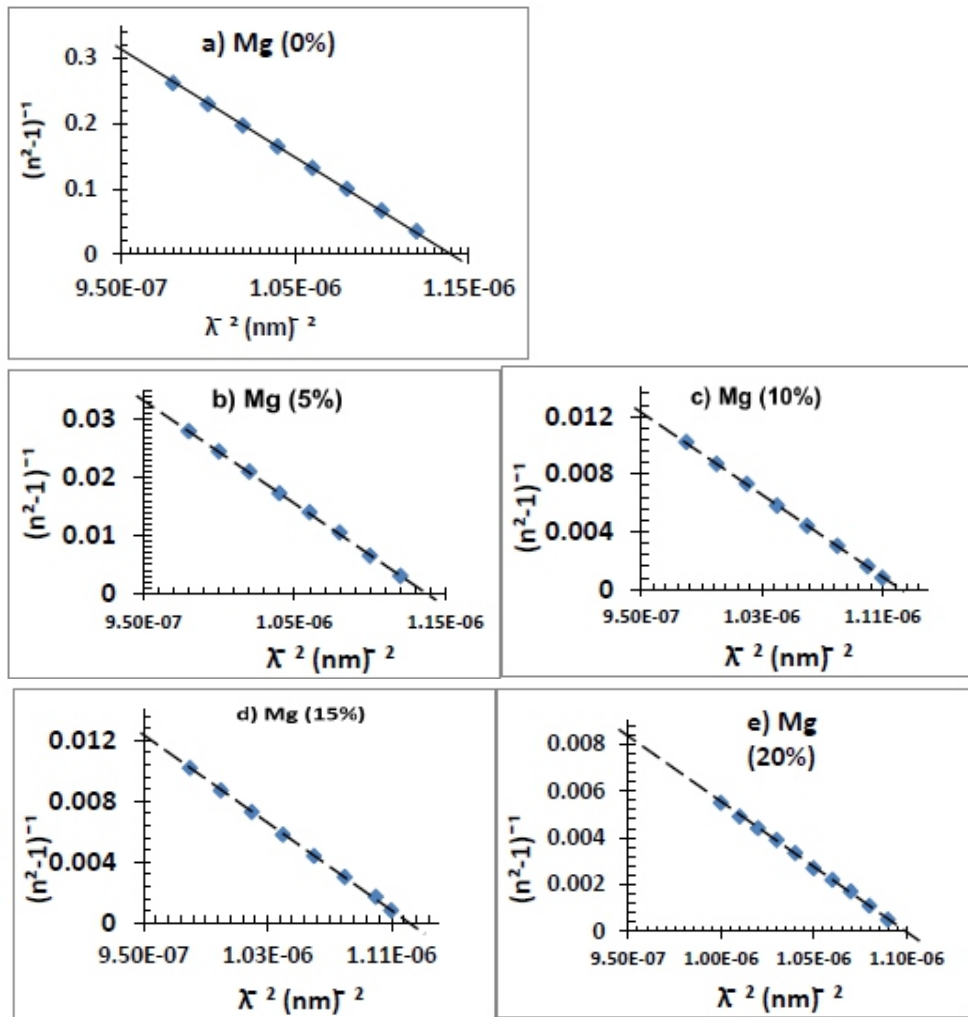 a) Mg (0%)
(n²-1)⁻¹
0.3
0.2
0.1
0
9.50E-07 1.05E-06 1.15E-06
λ⁻² (nm)⁻²
b) Mg (5%)
(n²-1)⁻¹
0.03
0.02
0.01
0
9.50E-07 1.05E-06 1.15E-06
λ⁻² (nm)⁻²
c) Mg (10%)
(n²-1)⁻¹
0.012
0.008
0.004
0
9.50E-07 1.03E-06 1.11E-06
λ⁻² (nm)⁻²
d) Mg (15%)
(n²-1)⁻¹
0.012
0.008
0.004
0
9.50E-07 1.03E-06 1.11E-06
λ⁻² (nm)⁻²
e) Mg
(20%)
(n²-1)⁻¹
0.008
0.006
0.004
0.002
0
9.50E-07 1.00E-06 1.05E-06 1.10E-06
λ⁻² (nm)⁻²